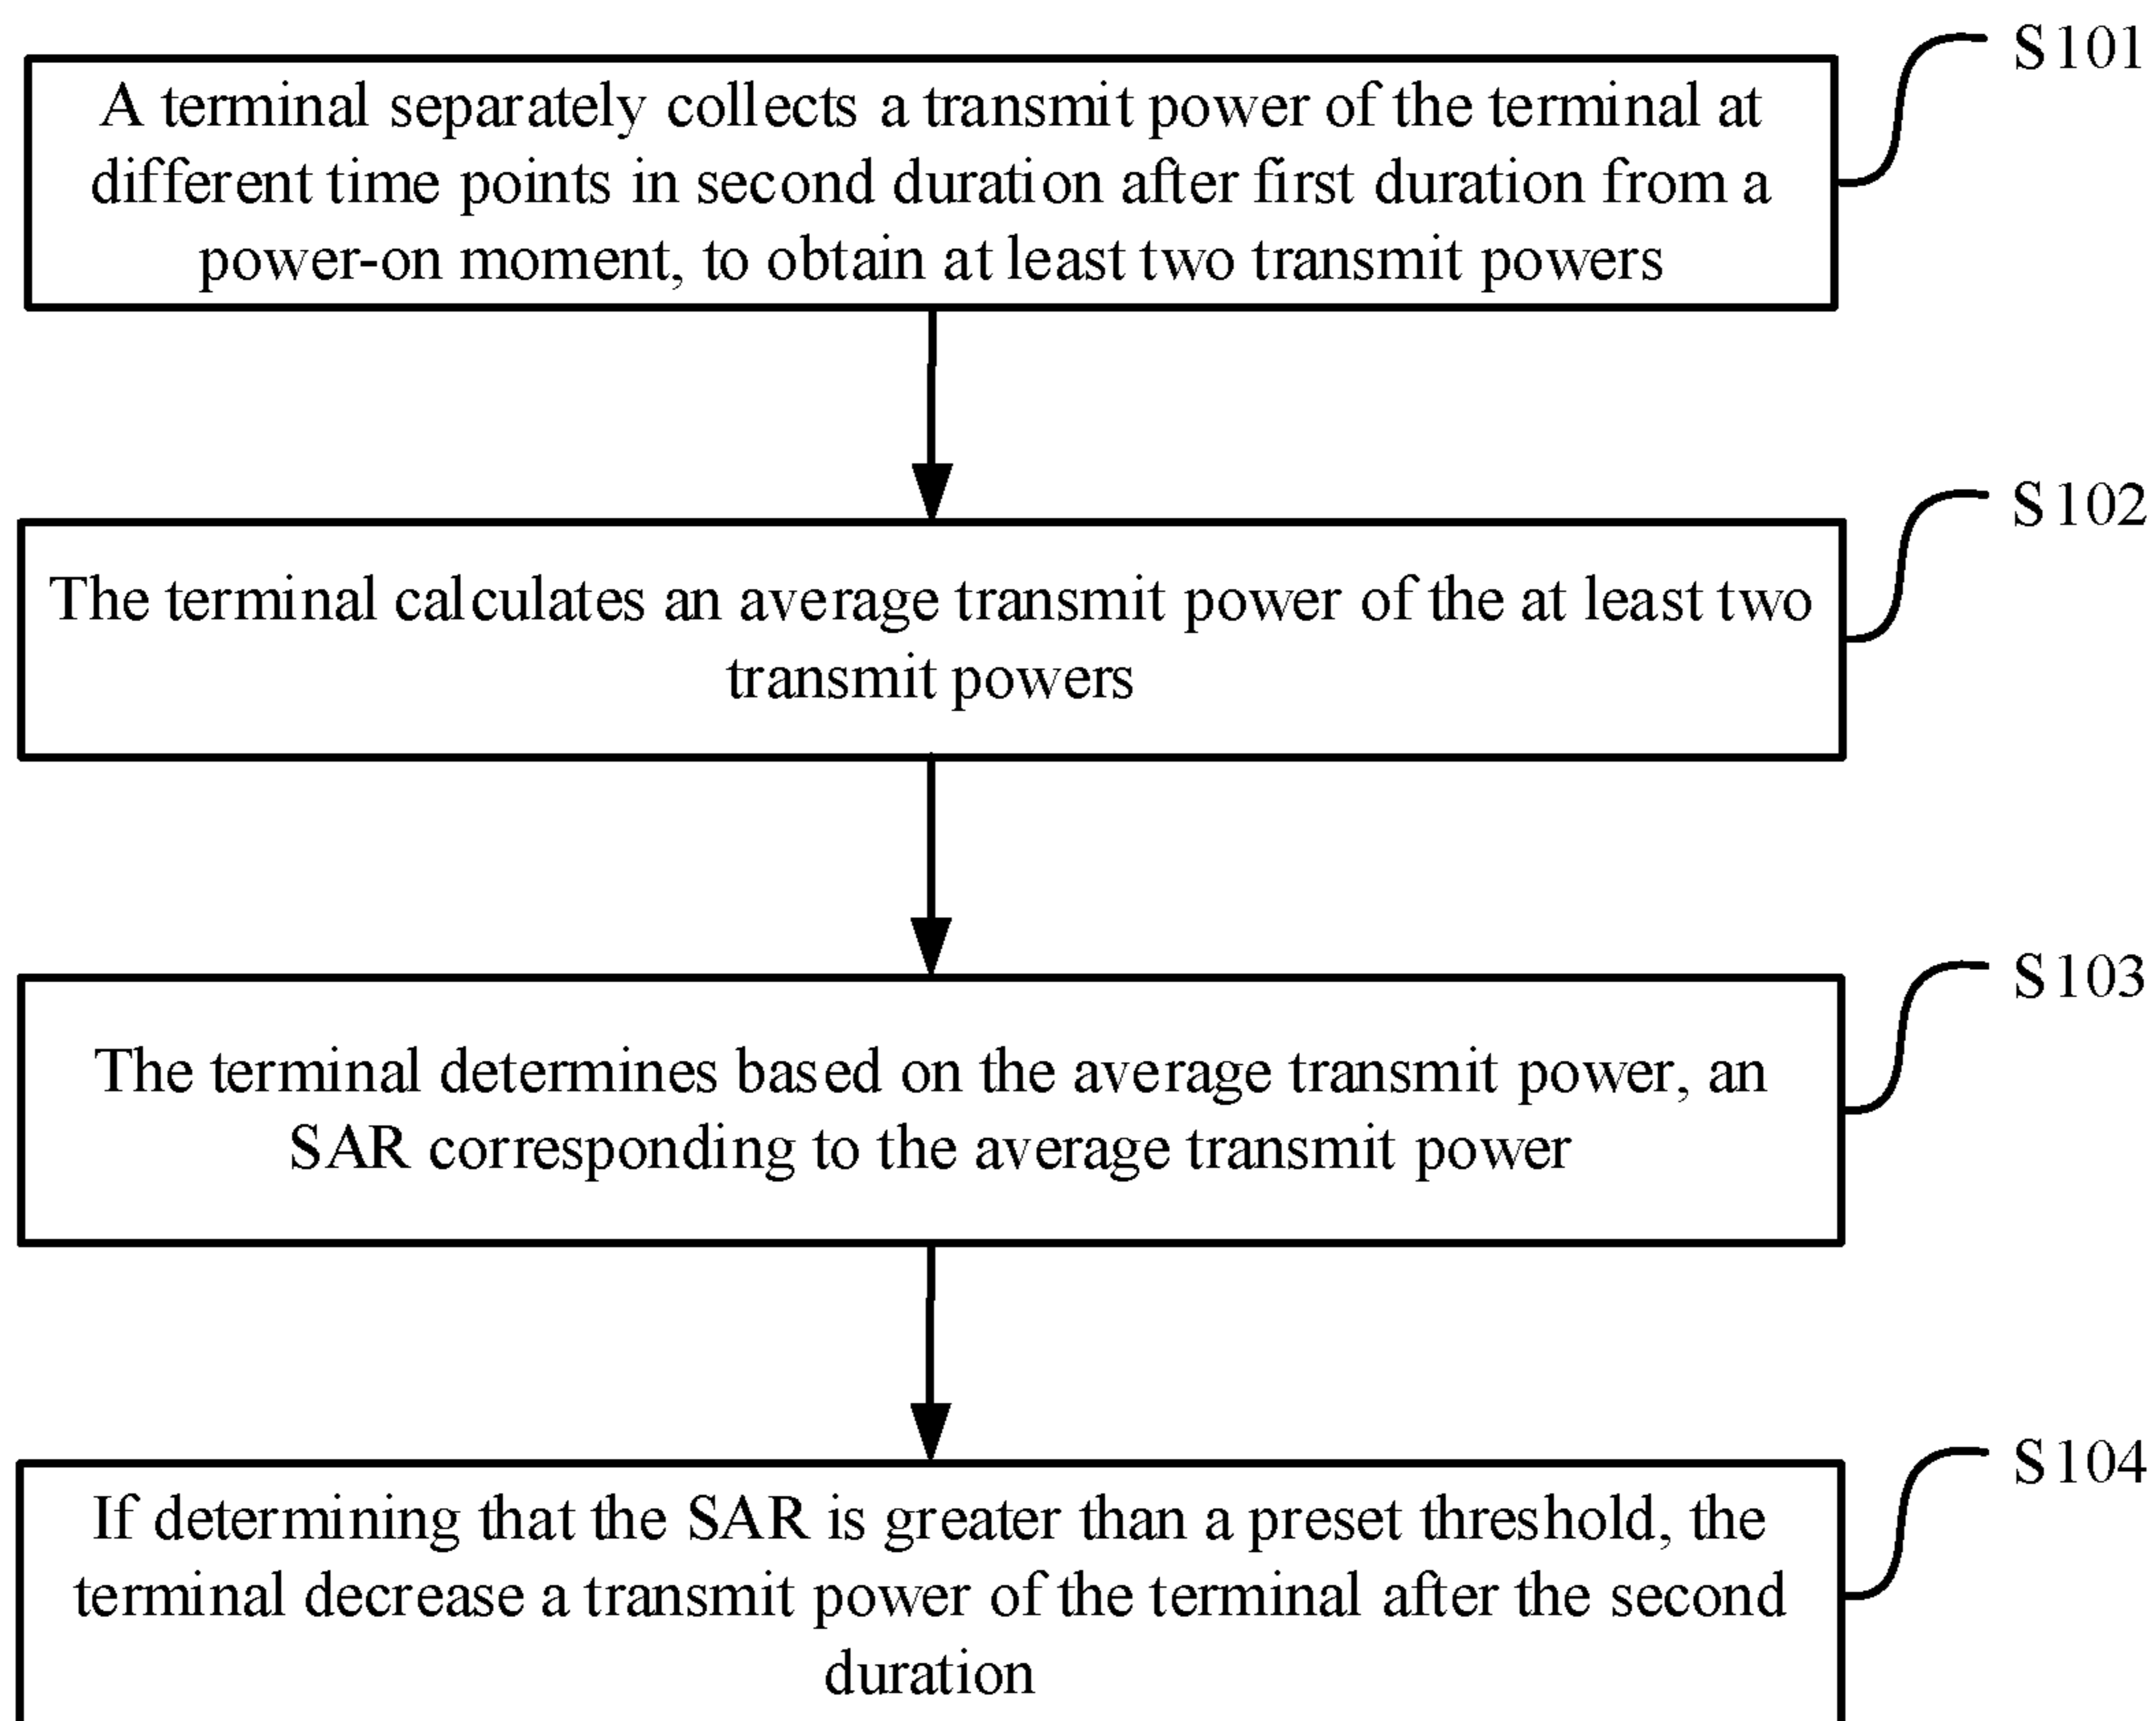 S101
A terminal separately collects a transmit power of the terminal at
different time points in second duration after first duration from a
power-on moment, to obtain at least two transmit powers
S102
The terminal calculates an average transmit power of the at least two
transmit powers
S103
The terminal determines based on the average transmit power, an
SAR corresponding to the average transmit power
S104
If determining that the SAR is greater than a preset threshold, the
terminal decrease a transmit power of the terminal after the second
duration